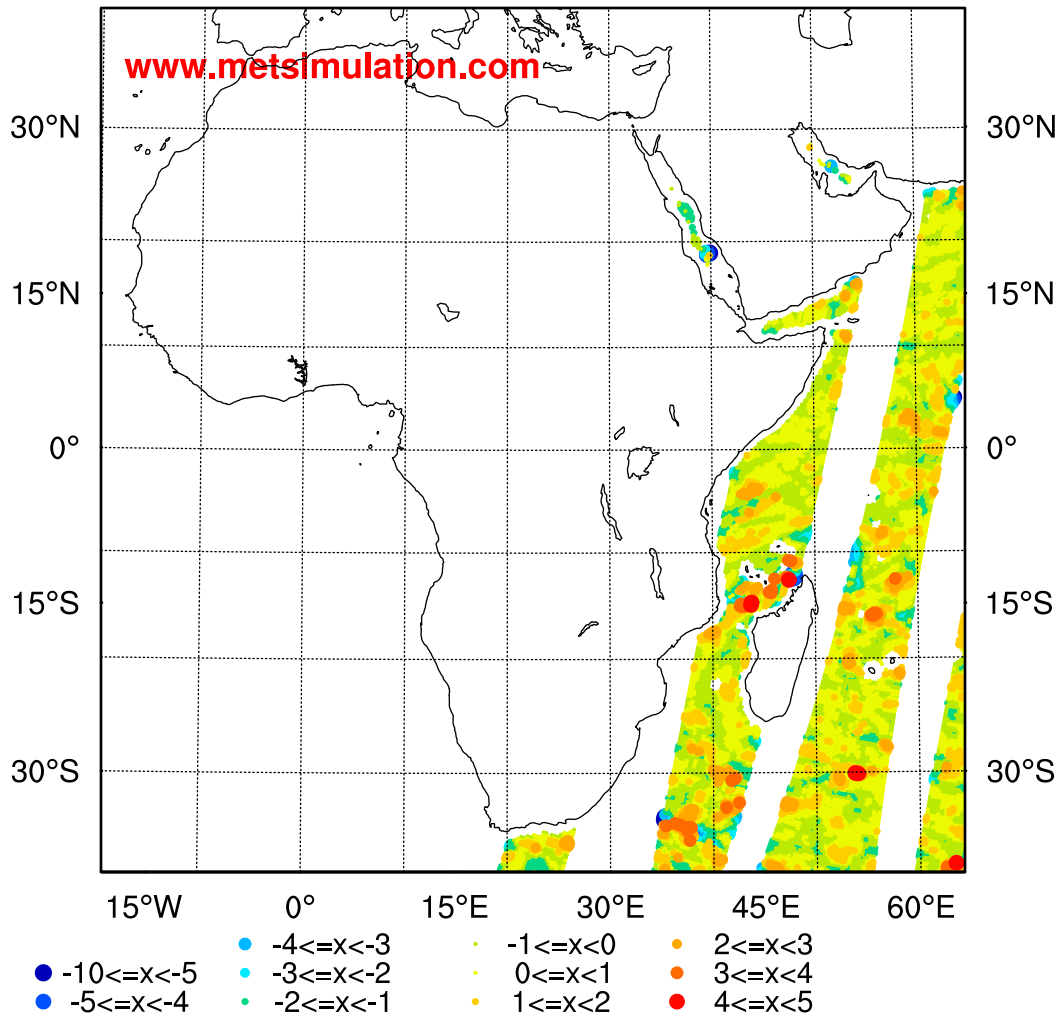 www.metsimulation.com
30°N 30°N
15°N 15°N
0° 0°
15°S 15°S
30°S 30°S
15°W 0° 15°E 30°E 45°E 60°E
-4<=x<-3 -1<=x<0 2<=x<3
-10<=x<-5 -3<=x<-2 0<=x<1 3<=x<4
-5<=x<-4 -2<=x<-1 1<=x<2 4<=x<5